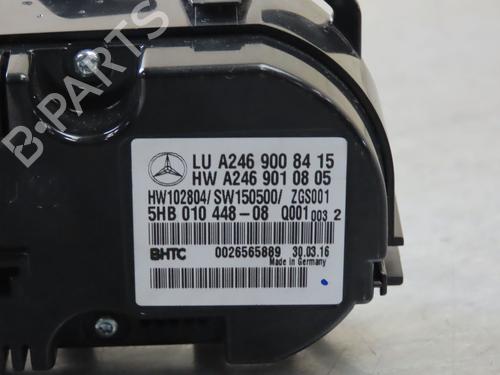 LU A246 900 84 15
HW A246 901 08 05
HW102804/SW150500/ ZGS001
5HB 010 448-08 Q001 003 2
BHTC 0026565889 30.03.16
Made in Germany
B-PARTS